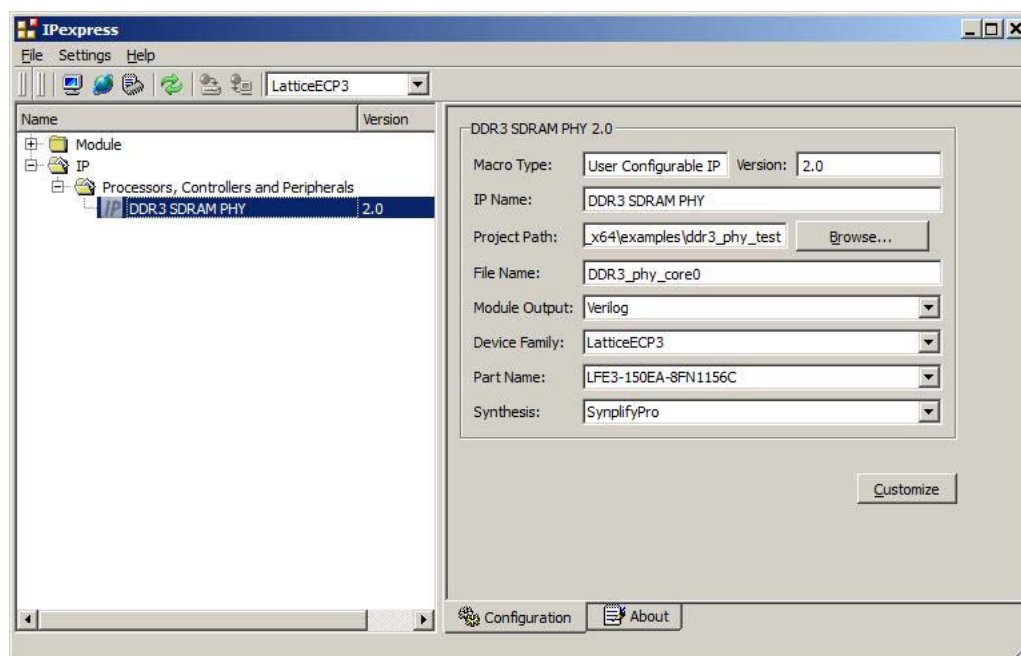 IPexpress
File Settings Help
LatticeECP3
Name Version
Module
IP
Processors, Controllers and Peripherals
IP DDR3 SDRAM PHY 2.0
DDR3 SDRAM PHY 2.0
Macro Type: User Configurable IP Version: 2.0
IP Name: DDR3 SDRAM PHY
Project Path: _x64\examples\ddr3_phy_test Browse...
File Name: DDR3_phy_core0
Module Output: Verilog
Device Family: LatticeECP3
Part Name: LFE3-150EA-8FN1156C
Synthesis: SynplifyPro
Customize
Configuration About